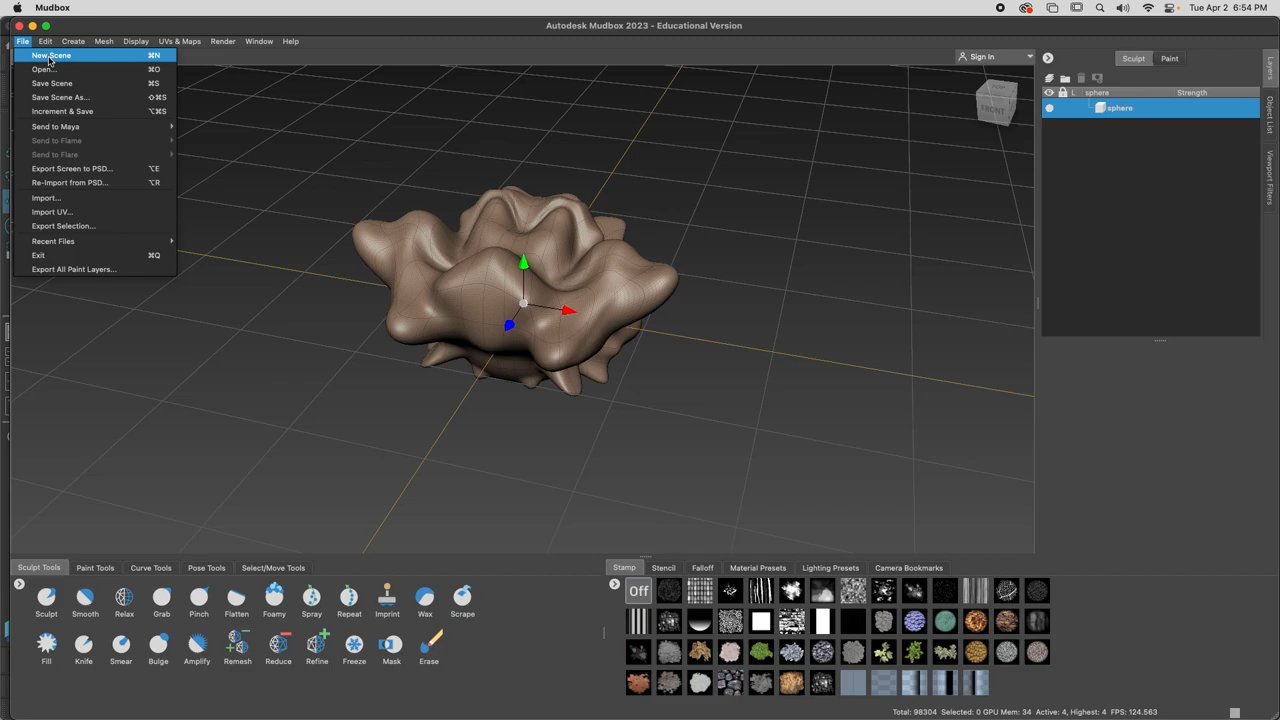 Mudbox
Tue Apr 2 6:54 PM
Autodesk Mudbox 2023 - Educational Version
File Edit Create Mesh Display UVs & Maps Render Window Help
New Scene ⌘N
Open... ⌘O
Save Scene ⌘S
Save Scene As... ⇧⌘S
Increment & Save ⌥⌘S
Send to Maya
Send to Flame
Send to Flare
Export Screen to PSD... ⌥E
Re-Import from PSD... ⌥R
Import...
Import UV...
Export Selection...
Recent Files
Exit ⌘Q
Export All Paint Layers...
Sign In
TOP
FRONT
Sculpt Paint
L sphere Strength
sphere
Layers
Object List
Viewport Filters
Sculpt Tools Paint Tools Curve Tools Pose Tools Select/Move Tools
Sculpt Smooth Relax Grab Pinch Flatten Foamy Spray Repeat Imprint Wax Scrape
Fill Knife Smear Bulge Amplify Remesh Reduce Refine Freeze Mask Erase
Stamp Stencil Falloff Material Presets Lighting Presets Camera Bookmarks
Off
Total: 98304 Selected: 0 GPU Mem: 34 Active: 4, Highest: 4 FPS: 124.563